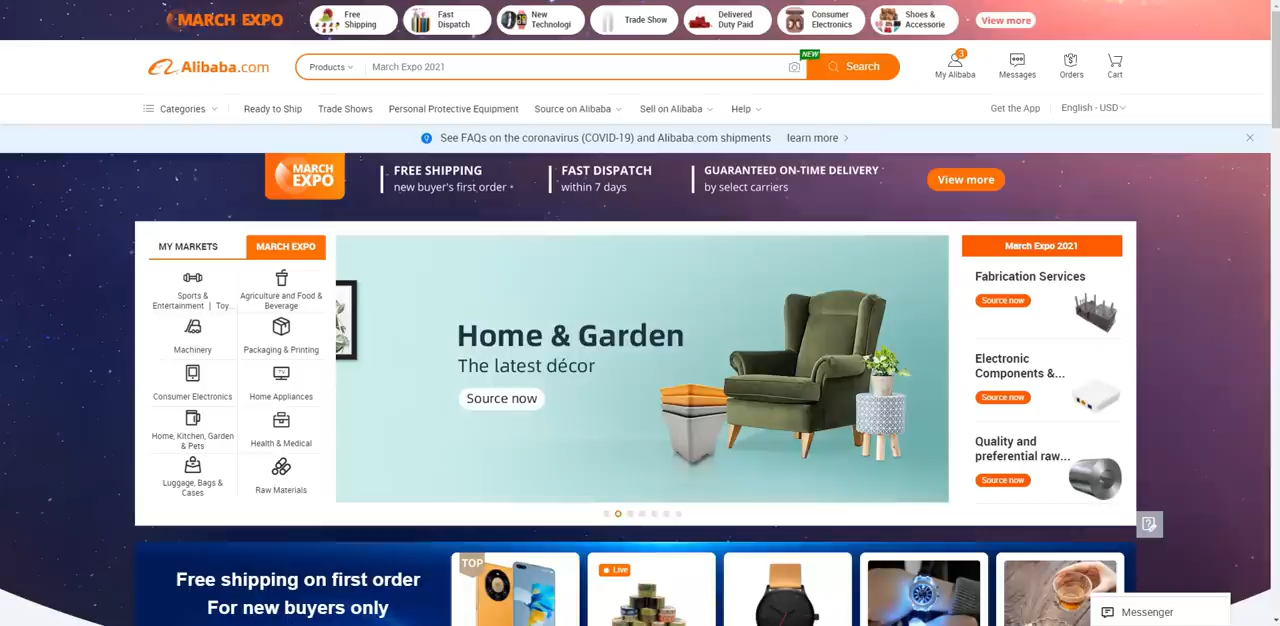 MARCH EXPO
Free
Shipping
Fast
Dispatch
New
Technologi
Trade Show
Delivered
Duty Paid
Consumer
Electronics
Shoes &
Accessorie
View more
Alibaba.com
Products
March Expo 2021
NEW
Search
3
My Alibaba
Messages
Orders
Cart
Categories
Ready to Ship
Trade Shows
Personal Protective Equipment
Source on Alibaba
Sell on Alibaba
Help
Get the App
English - USD
See FAQs on the coronavirus (COVID-19) and Alibaba.com shipments learn more
MARCH
EXPO
FREE SHIPPING
new buyer's first order
FAST DISPATCH
within 7 days
GUARANTEED ON-TIME DELIVERY
by select carriers
View more
MY MARKETS
MARCH EXPO
Sports &
Entertainment | Toy...
Agriculture and Food &
Beverage
Machinery
Packaging & Printing
Consumer Electronics
TV
Home Appliances
Home, Kitchen, Garden
& Pets
Health & Medical
Luggage, Bags &
Cases
Raw Materials
Home & Garden
The latest décor
Source now
March Expo 2021
Fabrication Services
Source now
Electronic
Components &...
Source now
Quality and
preferential raw...
Source now
Free shipping on first order
For new buyers only
TOP
Live
Messenger